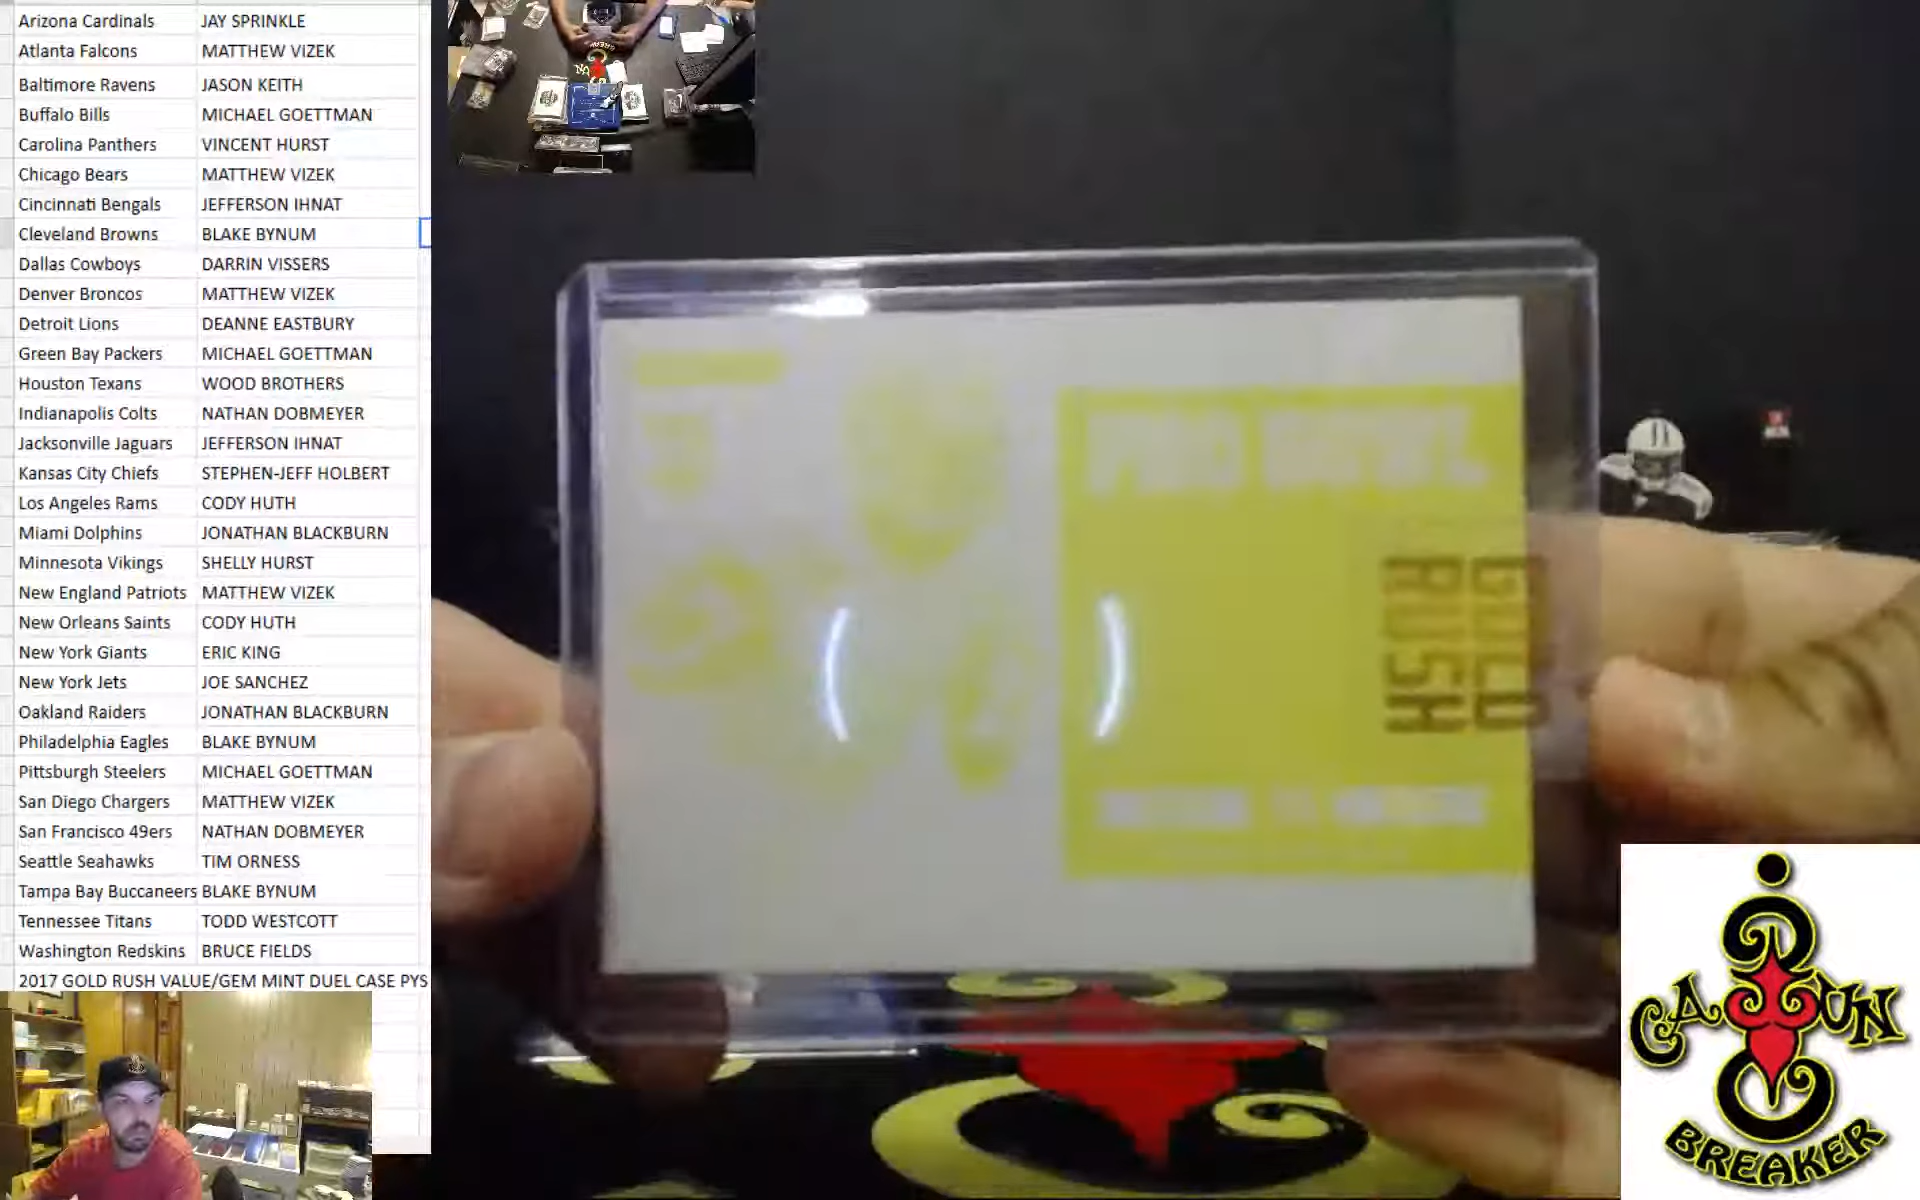 Arizona Cardinals JAY SPRINKLE
Atlanta Falcons MATTHEW VIZEK
Baltimore Ravens JASON KEITH
Buffalo Bills MICHAEL GOETTMAN
Carolina Panthers VINCENT HURST
Chicago Bears MATTHEW VIZEK
Cincinnati Bengals JEFFERSON IHNAT
Cleveland Browns BLAKE BYNUM
Dallas Cowboys DARRIN VISSERS
Denver Broncos MATTHEW VIZEK
Detroit Lions DEANNE EASTBURY
Green Bay Packers MICHAEL GOETTMAN
Houston Texans WOOD BROTHERS
Indianapolis Colts NATHAN DOBMEYER
Jacksonville Jaguars JEFFERSON IHNAT
Kansas City Chiefs STEPHEN-JEFF HOLBERT
Los Angeles Rams CODY HUTH
Miami Dolphins JONATHAN BLACKBURN
Minnesota Vikings SHELLY HURST
New England Patriots MATTHEW VIZEK
New Orleans Saints CODY HUTH
New York Giants ERIC KING
New York Jets JOE SANCHEZ
Oakland Raiders JONATHAN BLACKBURN
Philadelphia Eagles BLAKE BYNUM
Pittsburgh Steelers MICHAEL GOETTMAN
San Diego Chargers MATTHEW VIZEK
San Francisco 49ers NATHAN DOBMEYER
Seattle Seahawks TIM ORNESS
Tampa Bay Buccaneers BLAKE BYNUM
Tennessee Titans TODD WESTCOTT
Washington Redskins BRUCE FIELDS
2017 GOLD RUSH VALUE/GEM MINT DUEL CASE PYS
PRO BOWL
GOLD
RUSH
CAJUN
BREAKER